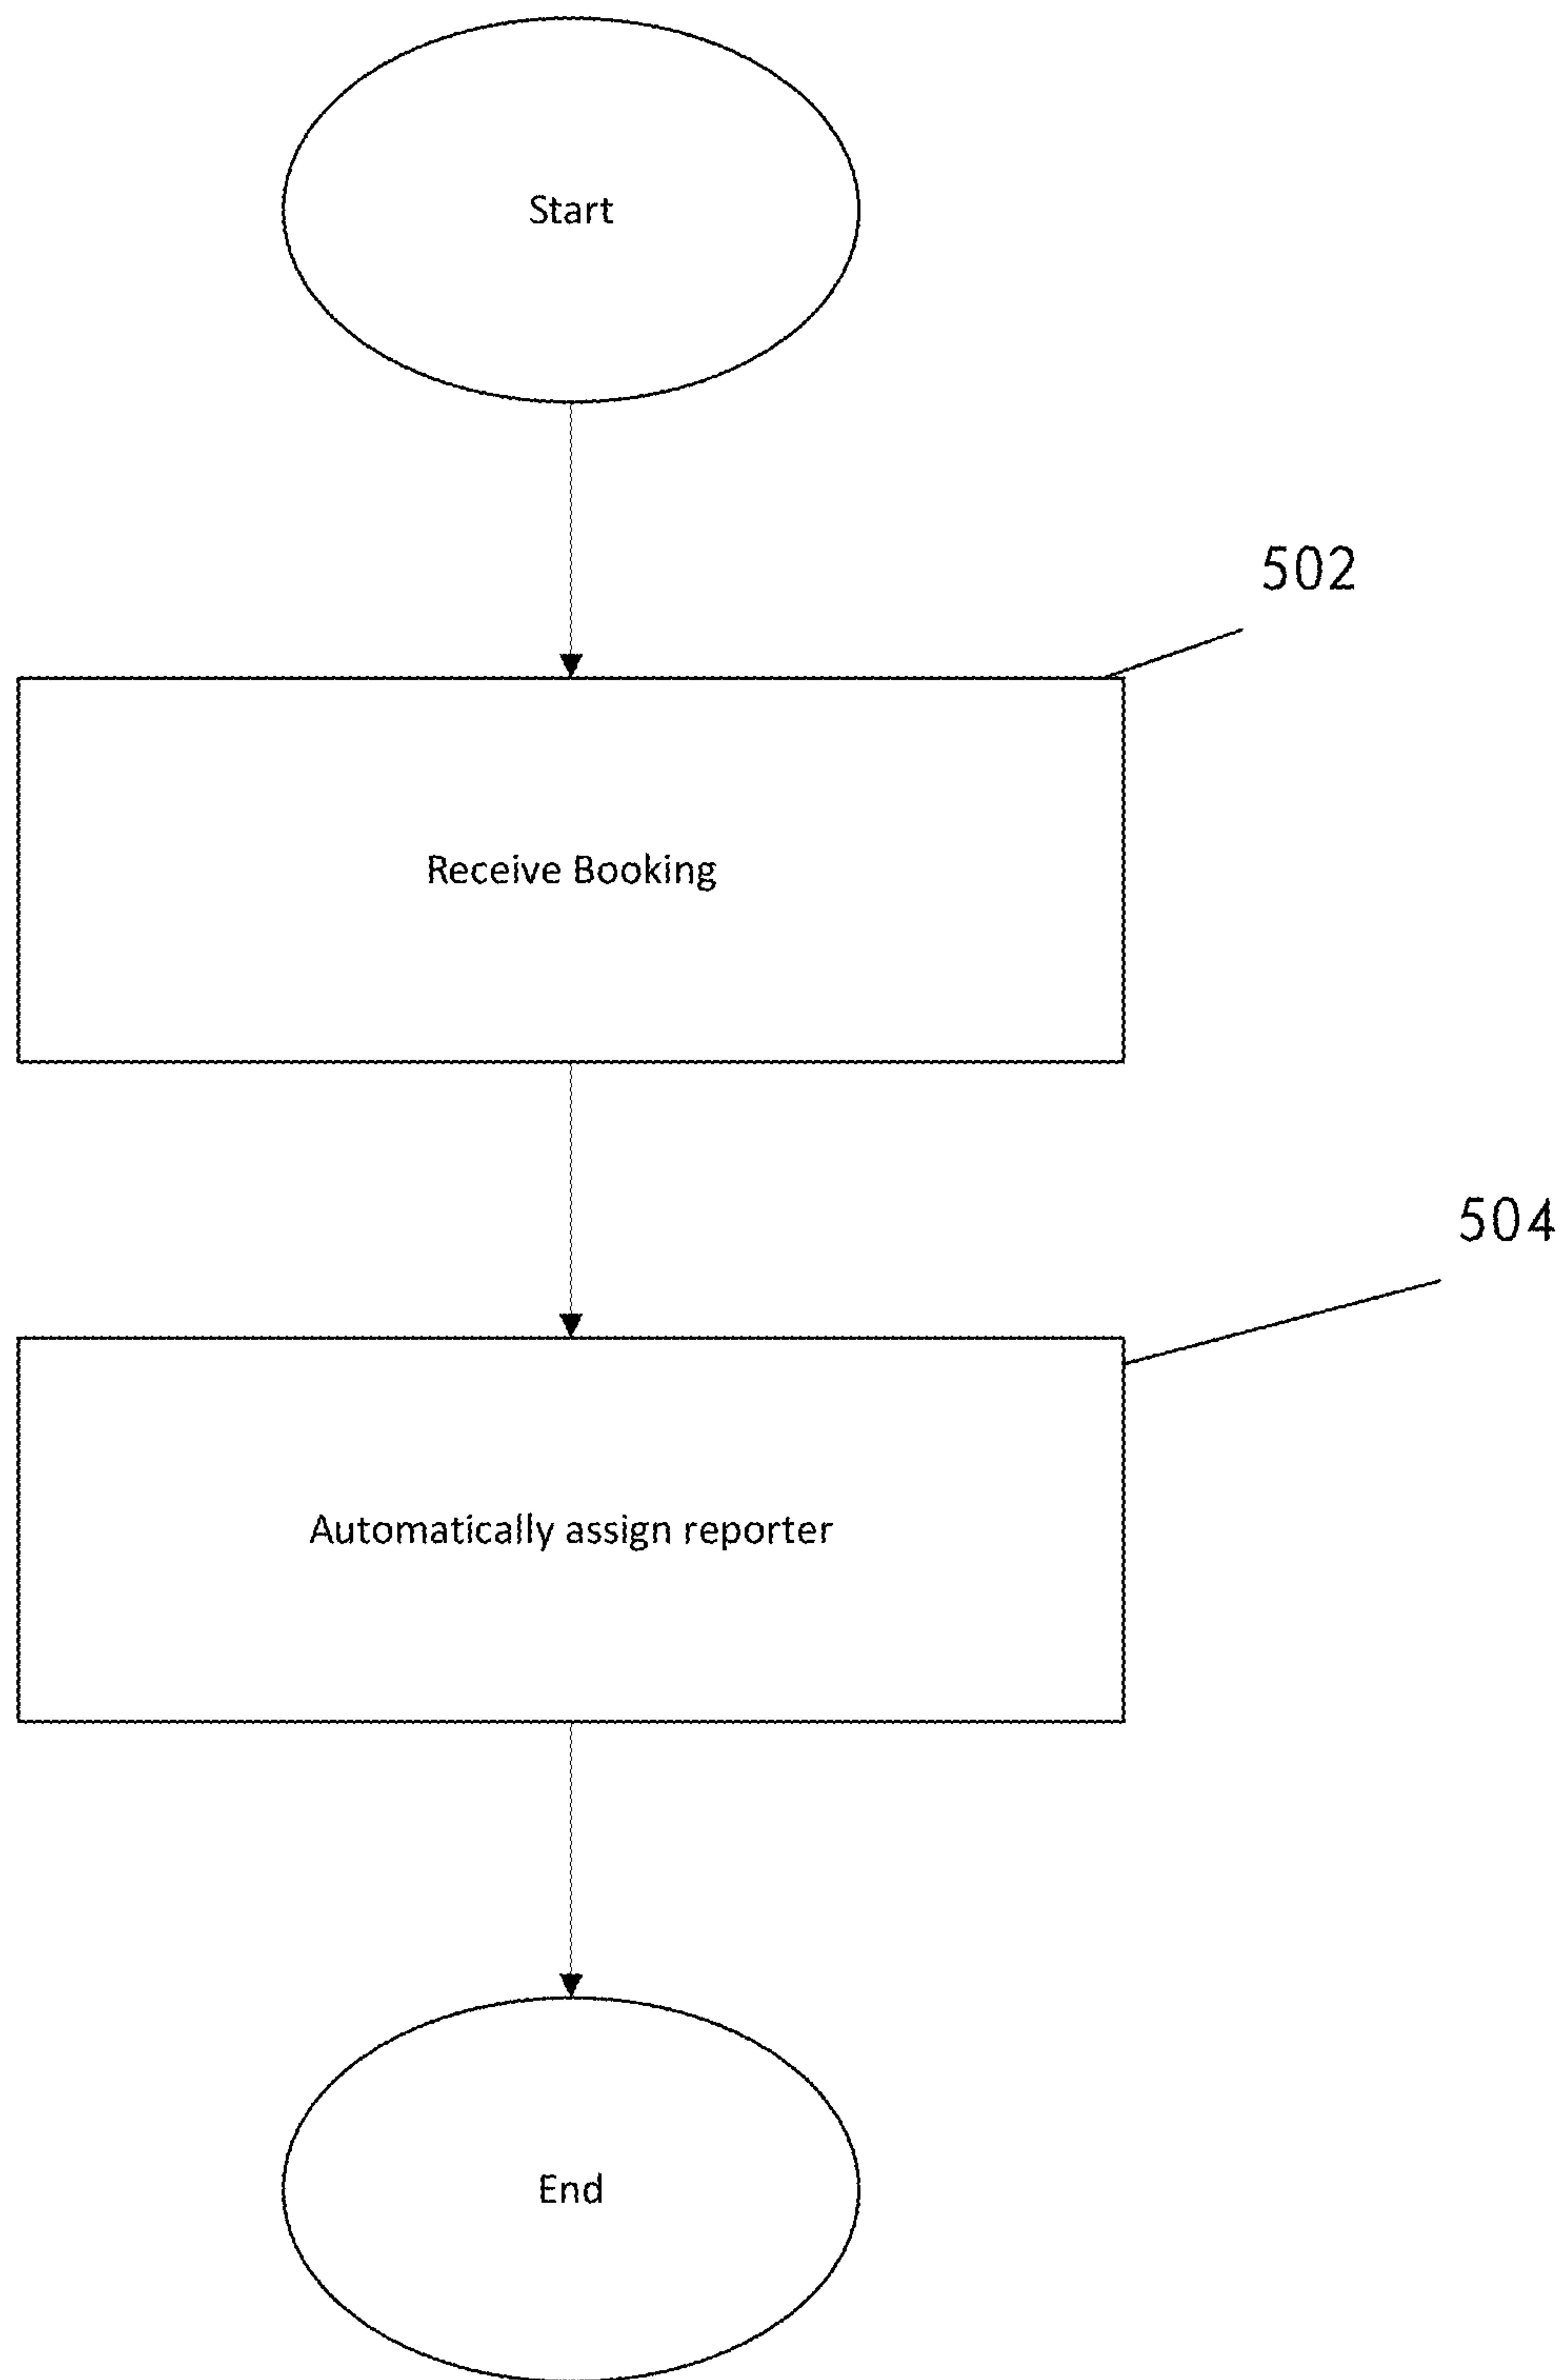 Start
502
Receive Booking
504
Automatically assign reporter
End